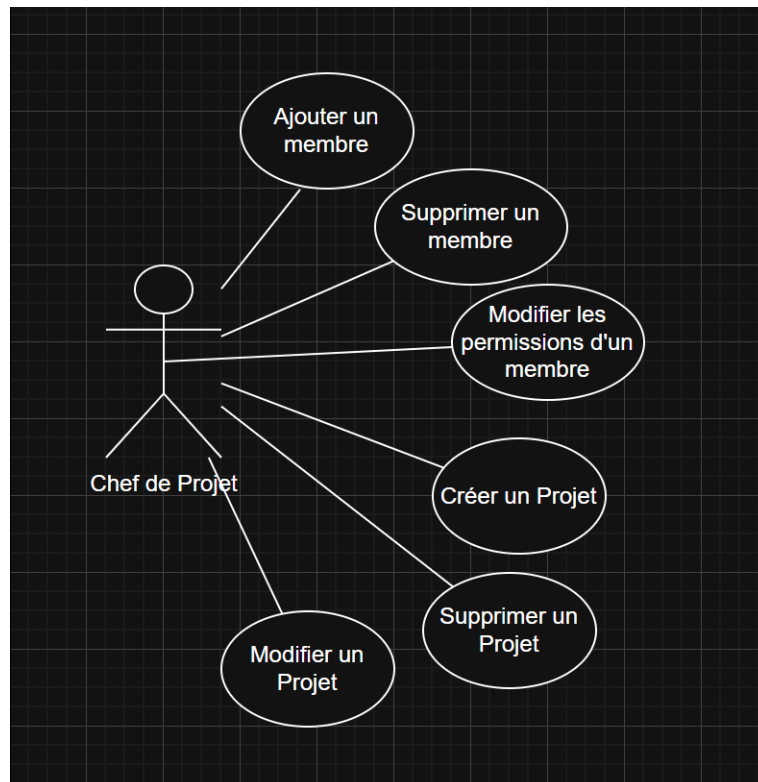 Ajouter un
membre
Supprimer un
membre
Modifier les
permissions d'un
membre
Chef de Projet
Créer un Projet
Supprimer un
Projet
Modifier un
Projet